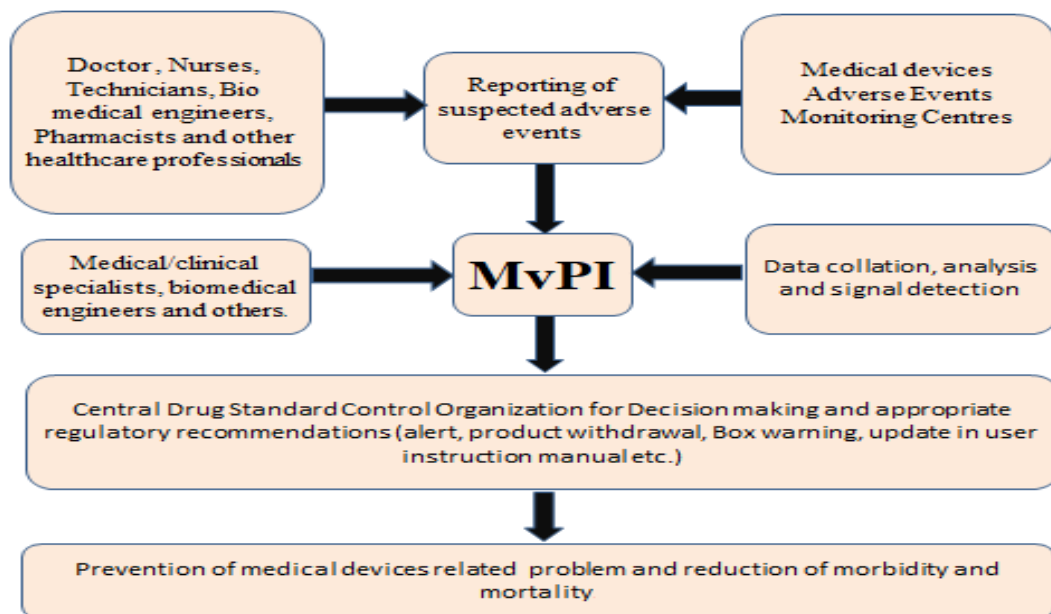 Doctor, Nurses,
Technicians, Bio
medical engineers,
Pharmacists and other
healthcare professionals
Reporting of
suspected adverse
events
Medical devices
Adverse Events
Monitoring Centres
Medical/clinical
specialists, biomedical
engineers and others.
MvPI
Data collation, analysis
and signal detection
Central Drug Standard Control Organization for Decision making and appropriate
regulatory recommendations (alert, product withdrawal, Box warning, update in user
instruction manual etc.)
Prevention of medical devices related problem and reduction of morbidity and
mortality